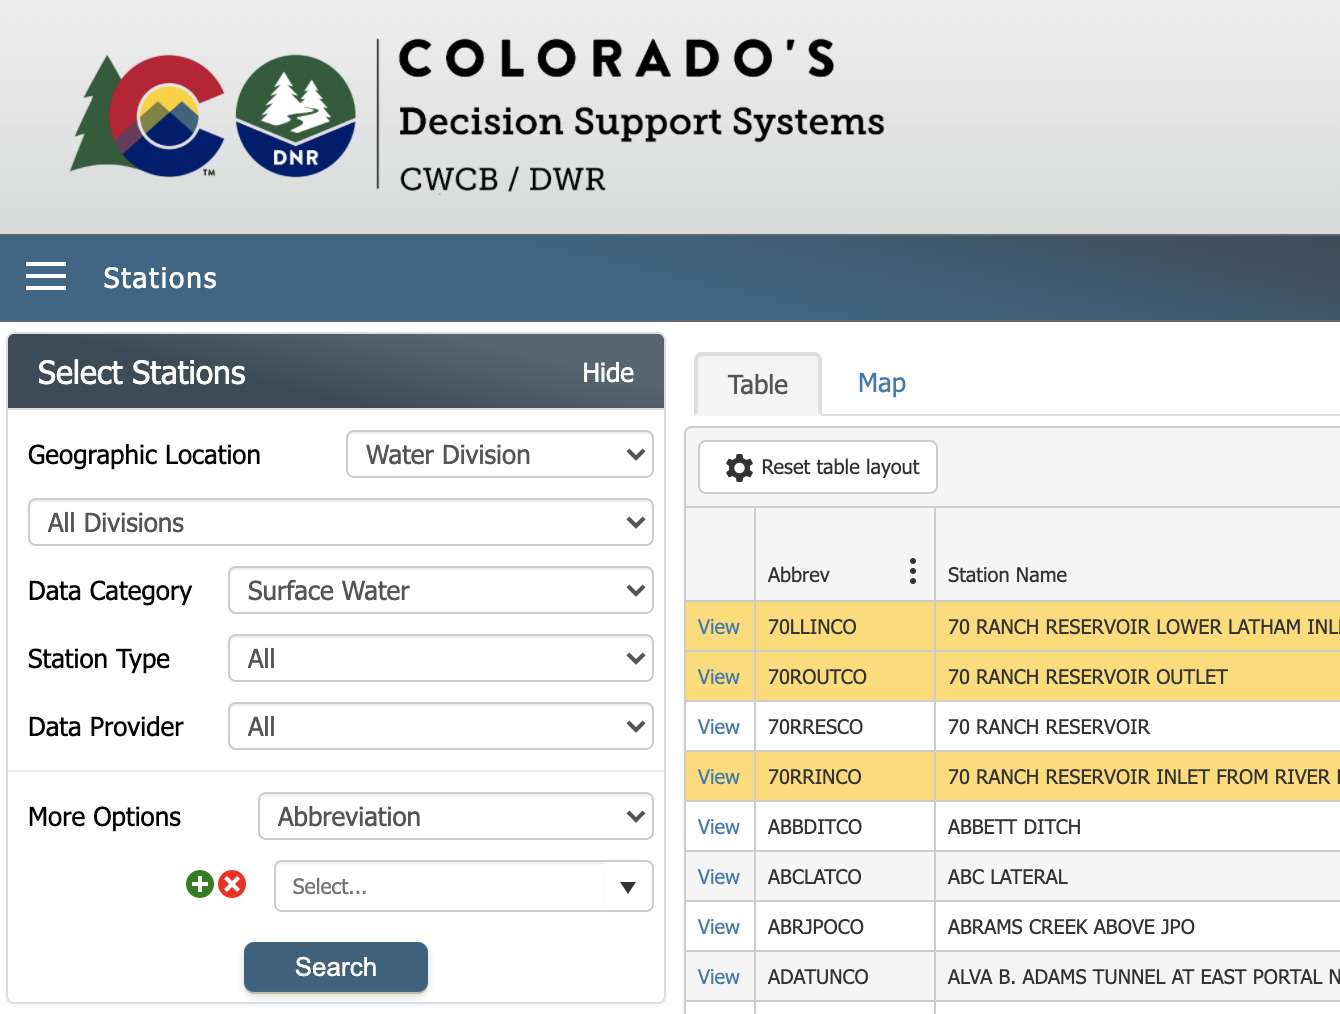 COLORADO'S
Decision Support Systems
CWCB / DWR
DNR
TM
Stations
Select Stations
Hide
Geographic Location
Water Division
All Divisions
Data Category
Surface Water
Station Type
All
Data Provider
All
More Options
Abbreviation
Select...
Search
Table
Map
Reset table layout
Abbrev
Station Name
View 70LLINCO 70 RANCH RESERVOIR LOWER LATHAM INL
View 70ROUTCO 70 RANCH RESERVOIR OUTLET
View 70RRESCO 70 RANCH RESERVOIR
View 70RRINCO 70 RANCH RESERVOIR INLET FROM RIVER
View ABBDITCO ABBETT DITCH
View ABCLATCO ABC LATERAL
View ABRJPOCO ABRAMS CREEK ABOVE JPO
View ADATUNCO ALVA B. ADAMS TUNNEL AT EAST PORTAL N